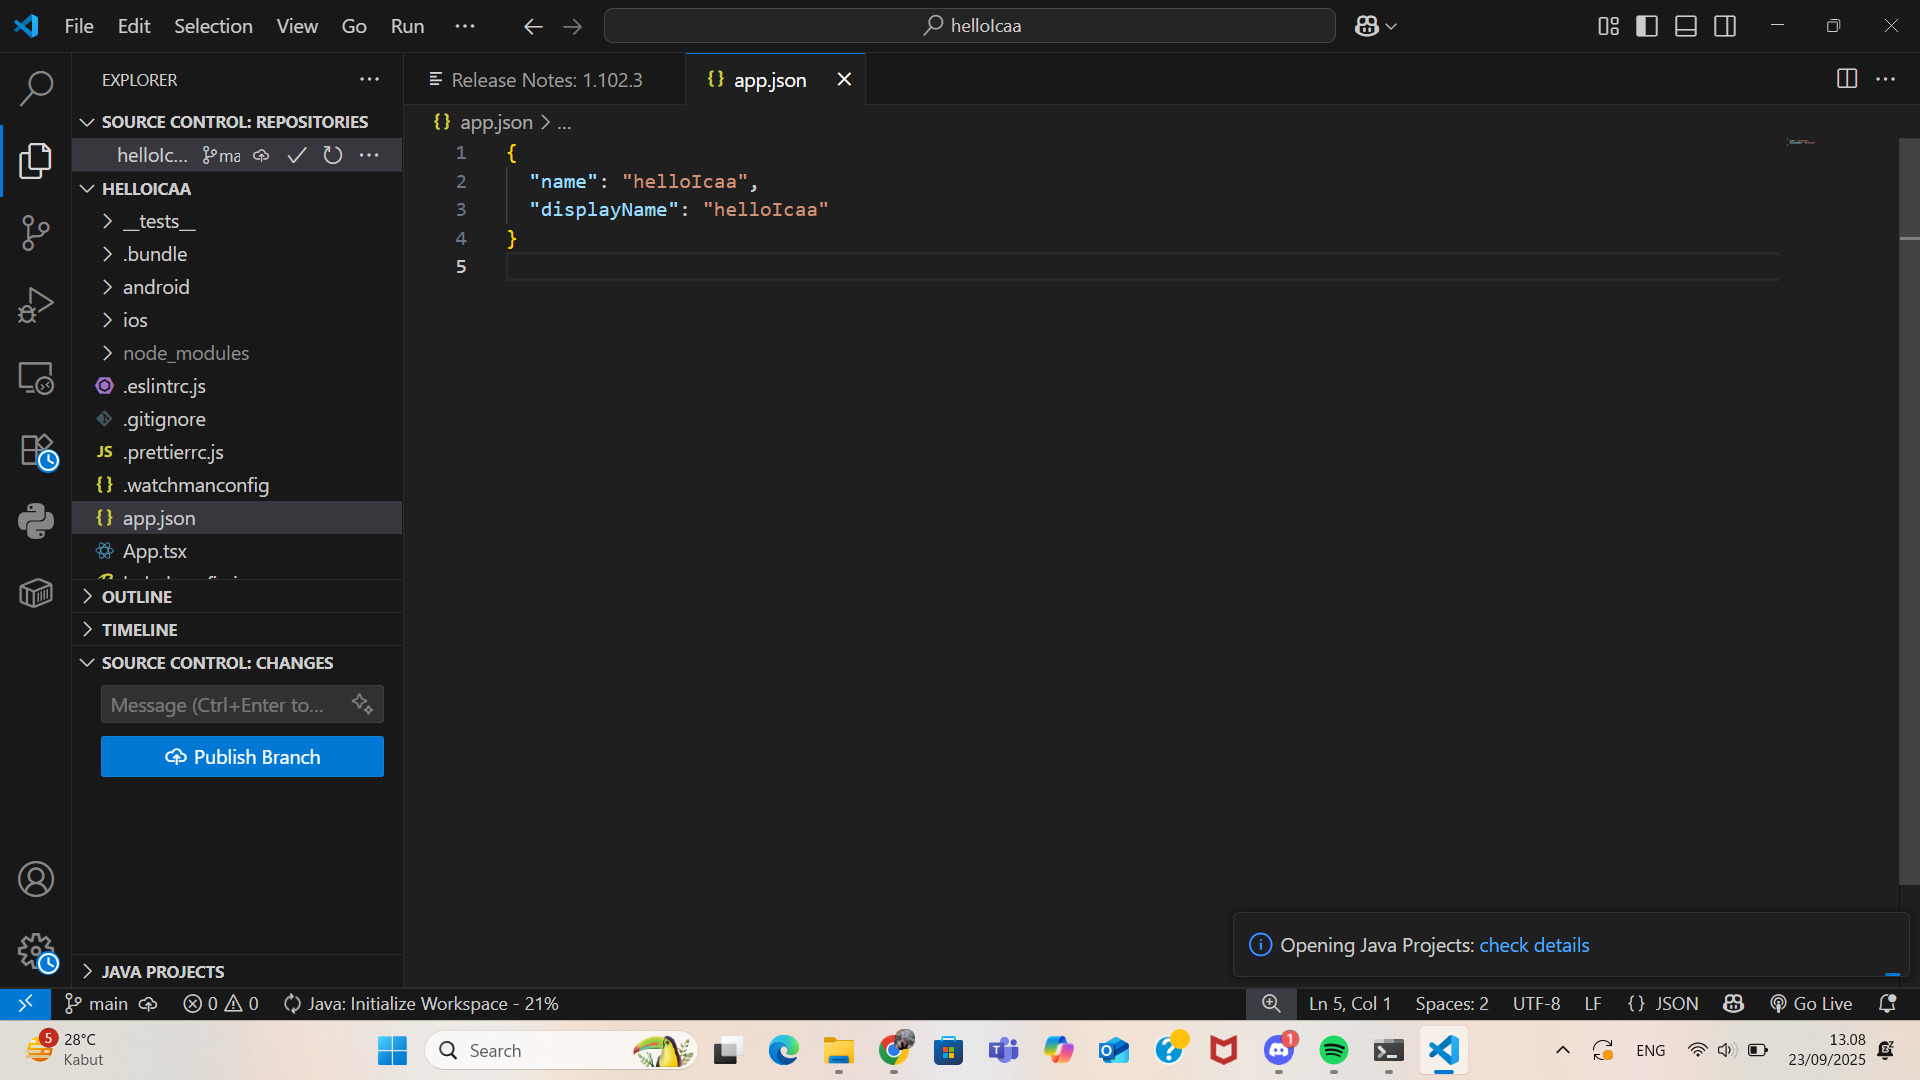 File Edit Selection View Go Run ... helloIcaa
EXPLORER ...
SOURCE CONTROL: REPOSITORIES
helloIc... ma ...
HELLOICAA
__tests__
.bundle
android
ios
node_modules
.eslintrc.js
.gitignore
JS .prettierrc.js
{} .watchmanconfig
{} app.json
App.tsx
OUTLINE
TIMELINE
SOURCE CONTROL: CHANGES
Message (Ctrl+Enter to...
Publish Branch
JAVA PROJECTS
Release Notes: 1.102.3 {} app.json
{} app.json > ...
1 {
2 "name": "helloIcaa",
3 "displayName": "helloIcaa"
4 }
5
Opening Java Projects: check details
main 0 0 Java: Initialize Workspace - 21% Ln 5, Col 1 Spaces: 2 UTF-8 LF {} JSON Go Live
5 28°C
Kabut
Search
1
ENG
13.08
23/09/2025